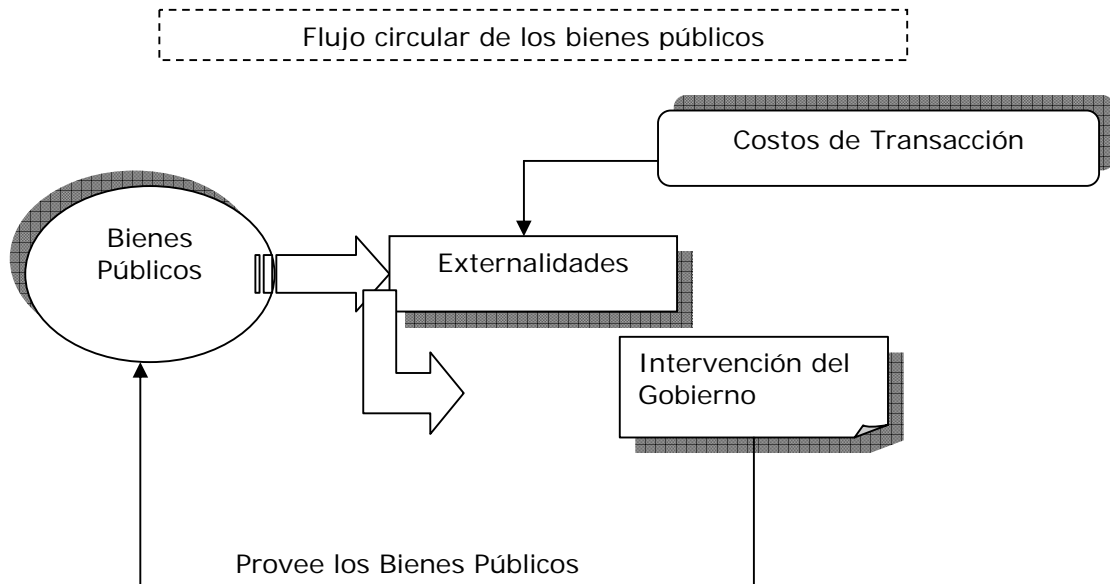 Flujo circular de los bienes públicos
Costos de Transacción
Bienes
Públicos
Externalidades
Intervención del
Gobierno
Provee los Bienes Públicos